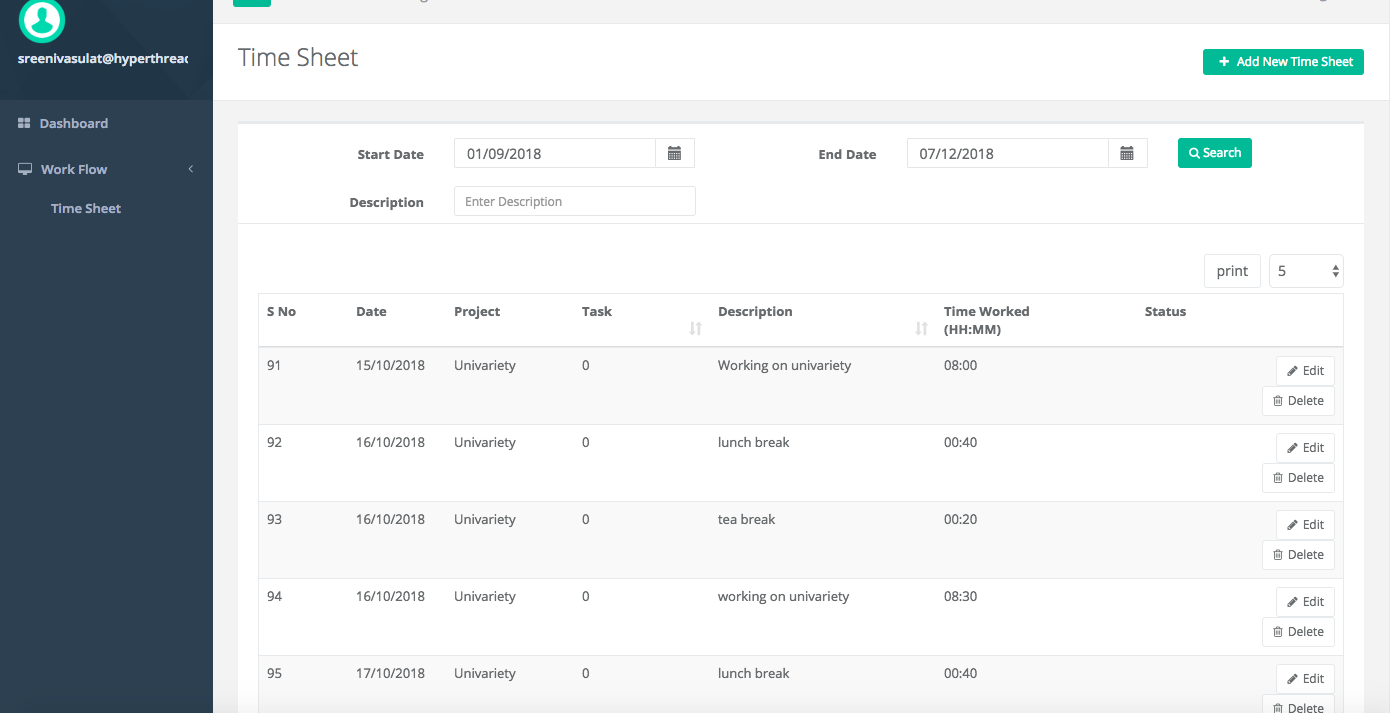 sreenivasulat@hyperthread
Time Sheet
+ Add New Time Sheet
Dashboard
Work Flow
Time Sheet
Start Date 01/09/2018 End Date 07/12/2018 Search
Description Enter Description
print 5
S No Date Project Task Description Time Worked (HH:MM) Status
91 15/10/2018 Univariety 0 Working on univariety 08:00 Edit
Delete
92 16/10/2018 Univariety 0 lunch break 00:40 Edit
Delete
93 16/10/2018 Univariety 0 tea break 00:20 Edit
Delete
94 16/10/2018 Univariety 0 working on univariety 08:30 Edit
Delete
95 17/10/2018 Univariety 0 lunch break 00:40 Edit
Delete